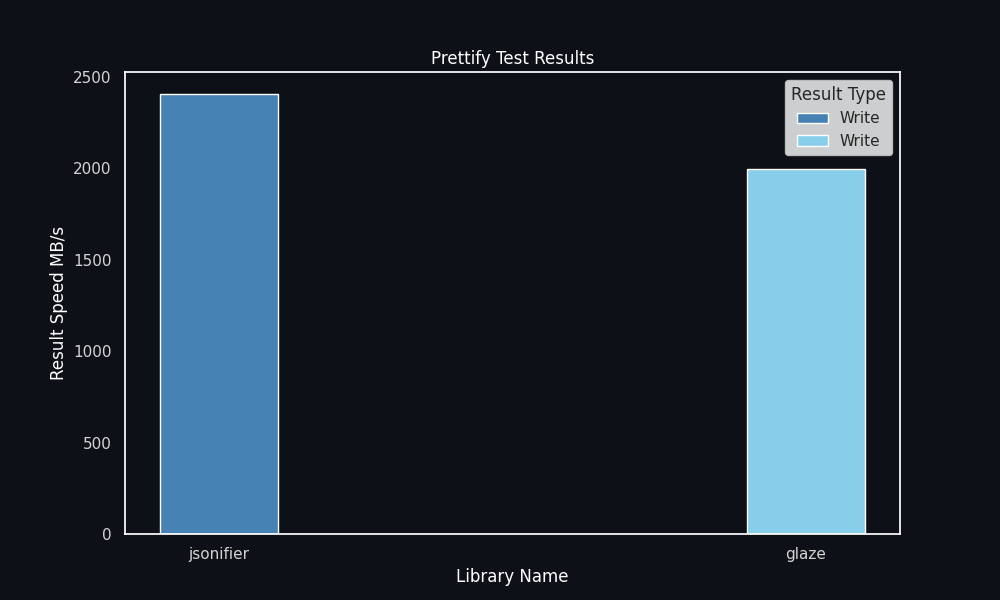 Prettify Test Results
2500
2000
1500
1000
500
0
Result Speed MB/s
Result Type
Write
Write
jsonifier
glaze
Library Name